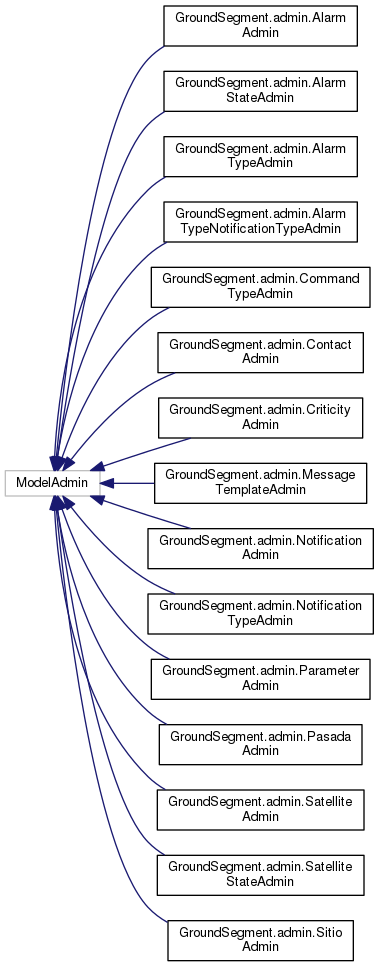 GroundSegment.admin.Alarm
Admin
GroundSegment.admin.Alarm
StateAdmin
GroundSegment.admin.Alarm
TypeAdmin
GroundSegment.admin.Alarm
TypeNotificationTypeAdmin
GroundSegment.admin.Command
TypeAdmin
GroundSegment.admin.Contact
Admin
GroundSegment.admin.Criticity
Admin
ModelAdmin
GroundSegment.admin.Message
TemplateAdmin
GroundSegment.admin.Notification
Admin
GroundSegment.admin.Notification
TypeAdmin
GroundSegment.admin.Parameter
Admin
GroundSegment.admin.Pasada
Admin
GroundSegment.admin.Satellite
Admin
GroundSegment.admin.Satellite
StateAdmin
GroundSegment.admin.Sitio
Admin